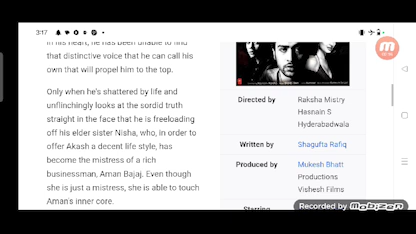 3:17
in his heart, he has been unable to find
that distinctive voice that he can call his
own that will propel him to the top.
Only when he's shattered by life and
unflinchingly looks at the sordid truth
straight in the face that he is freeloading
off his elder sister Nisha, who, in order to
offer Akash a decent life style, has
become the mistress of a rich
businessman, Aman Bajaj. Even though
she is just a mistress, she is able to touch
Aman's inner core.
Directed by
Raksha Mistry
Hasnain S
Hyderabadwala
Written by
Shagufta Rafiq
Produced by
Mukesh Bhatt
Productions
Vishesh Films
Starring
Recorded by
Mobizen